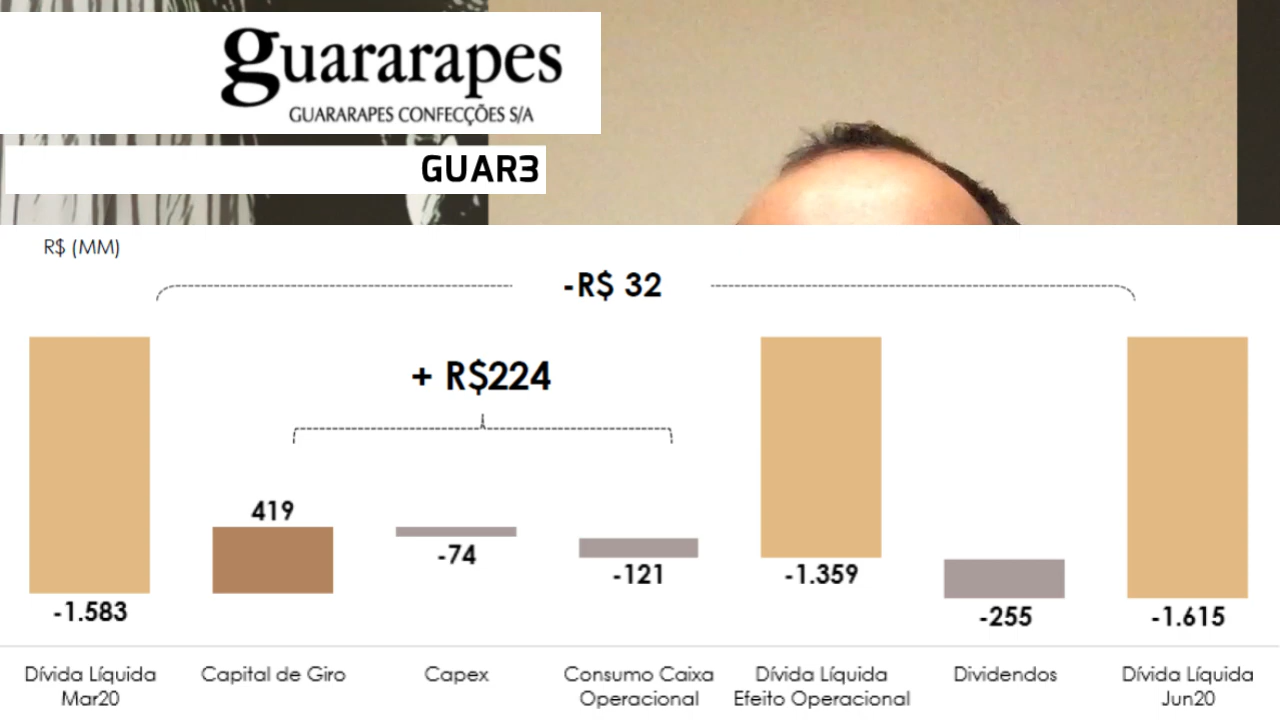 guararapes
GUARARAPES CONFECÇÕES S/A
GUAR3
R$ (MM)
-R$ 32
+ R$224
419
-74
-121
-1.359
-255
-1.583
-1.615
Dívida Líquida
Mar20
Capital de Giro
Capex
Consumo Caixa
Operacional
Dívida Líquida
Efeito Operacional
Dividendos
Dívida Líquida
Jun20